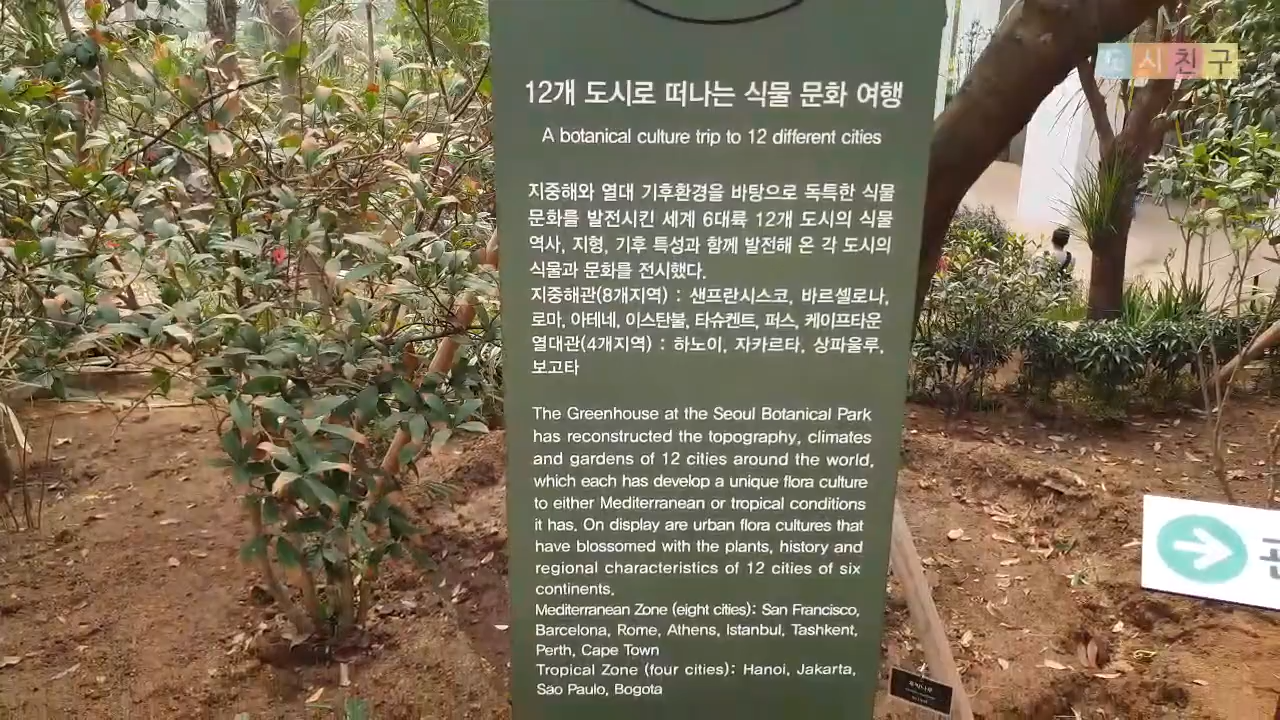 도시친구
12개 도시로 떠나는 식물 문화 여행
A botanical culture trip to 12 different cities
지중해와 열대 기후환경을 바탕으로 독특한 식물
문화를 발전시킨 세계 6대륙 12개 도시의 식물
역사, 지형, 기후 특성과 함께 발전해 온 각 도시의
식물과 문화를 전시했다.
지중해관(8개지역) : 샌프란시스코, 바르셀로나,
로마, 아테네, 이스탄불, 타슈켄트, 퍼스, 케이프타운
열대관(4개지역) : 하노이, 자카르타, 상파울루,
보고타
The Greenhouse at the Seoul Botanical Park
has reconstructed the topography, climates
and gardens of 12 cities around the world,
which each has develop a unique flora culture
to either Mediterranean or tropical conditions
it has. On display are urban flora cultures that
have blossomed with the plants, history and
regional characteristics of 12 cities of six
continents.
Mediterranean Zone (eight cities): San Francisco,
Barcelona, Rome, Athens, Istanbul, Tashkent,
Perth, Cape Town
Tropical Zone (four cities): Hanoi, Jakarta,
São Paulo, Bogota